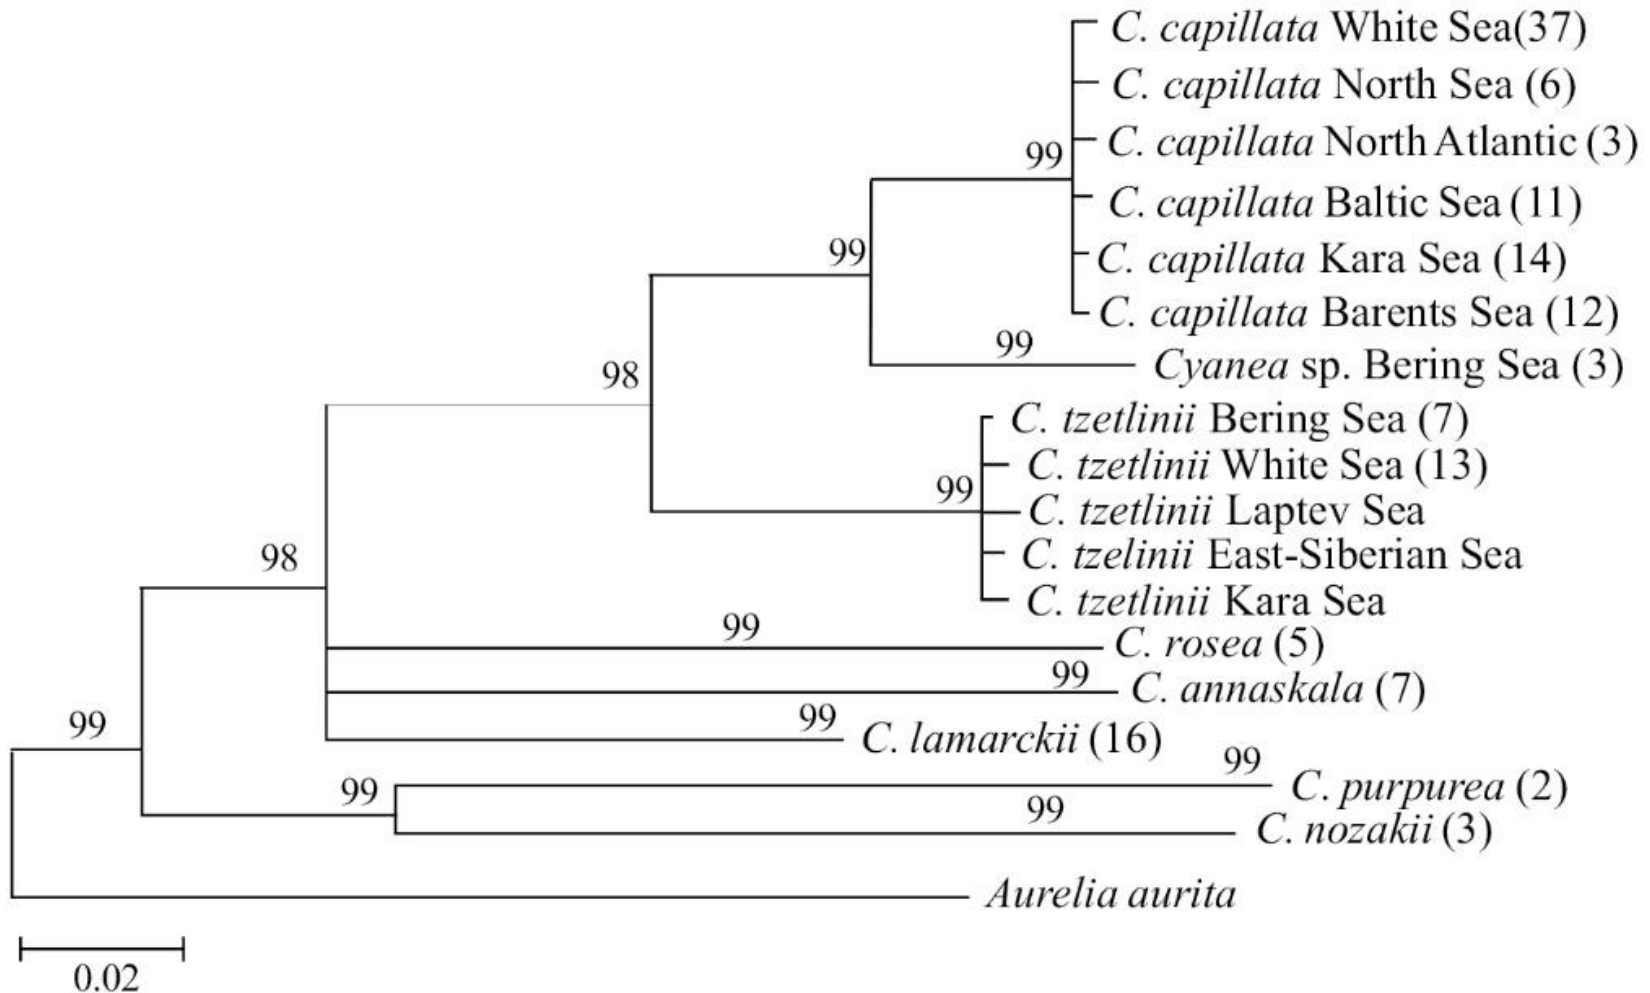 C. capillata White Sea(37)
C. capillata North Sea (6)
C. capillata North Atlantic (3)
99
C. capillata Baltic Sea (11)
99
C. capillata Kara Sea (14)
C. capillata Barents Sea (12)
99
Cyanea sp. Bering Sea (3)
98
C. tzetlinii Bering Sea (7)
C. tzetlinii White Sea (13)
99
C. tzetlinii Laptev Sea
C. tzelinii East-Siberian Sea
98
C. tzetlinii Kara Sea
99
C. rosea (5)
99
C. annaskala (7)
99
99
C. lamarckii (16)
99
C. purpurea (2)
99
99
C. nozakii (3)
Aurelia aurita
0.02